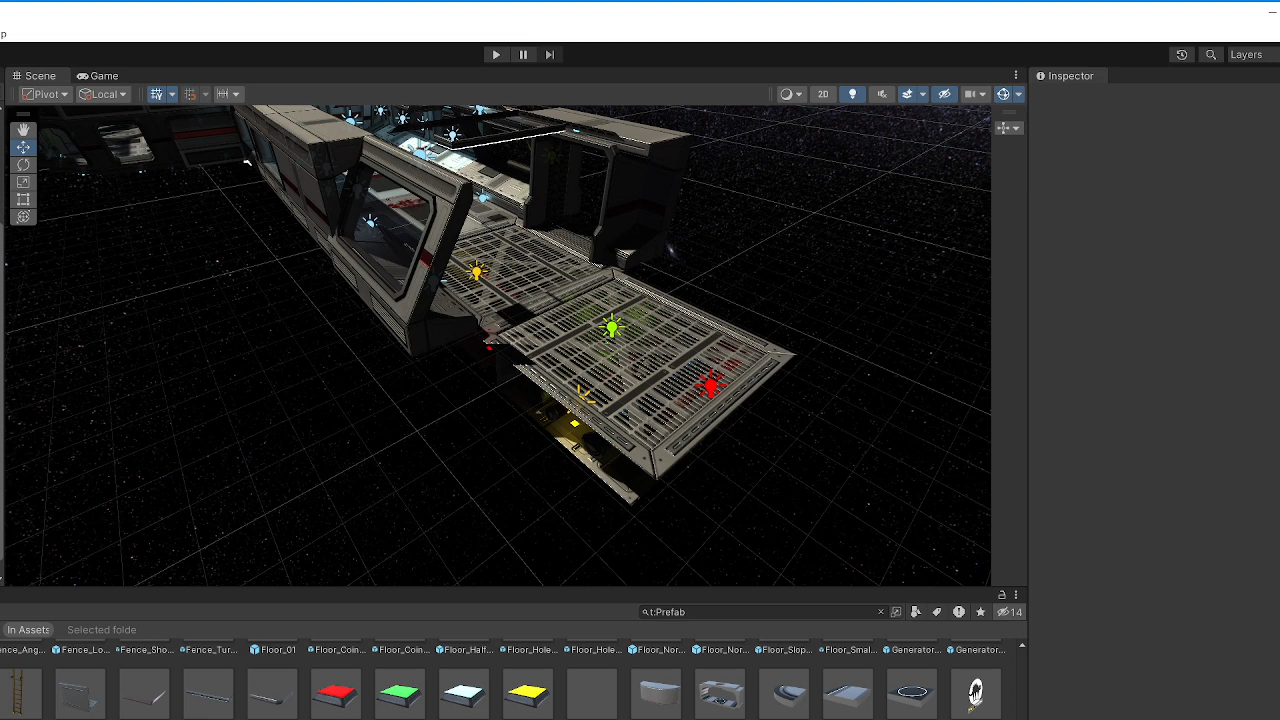 p
Layers
Scene
Game
Inspector
Pivot
Local
2D
t:Prefab
14
In Assets
Selected folde
ence_Ang...
Fence_Lo...
Fence_Sho...
Fence_Tur...
Floor_01
Floor_Coin...
Floor_Coin...
Floor_Half...
Floor_Hole...
Floor_Hole...
Floor_Nor...
Floor_Nor...
Floor_Slop...
Floor_Smal...
Generator...
Generator